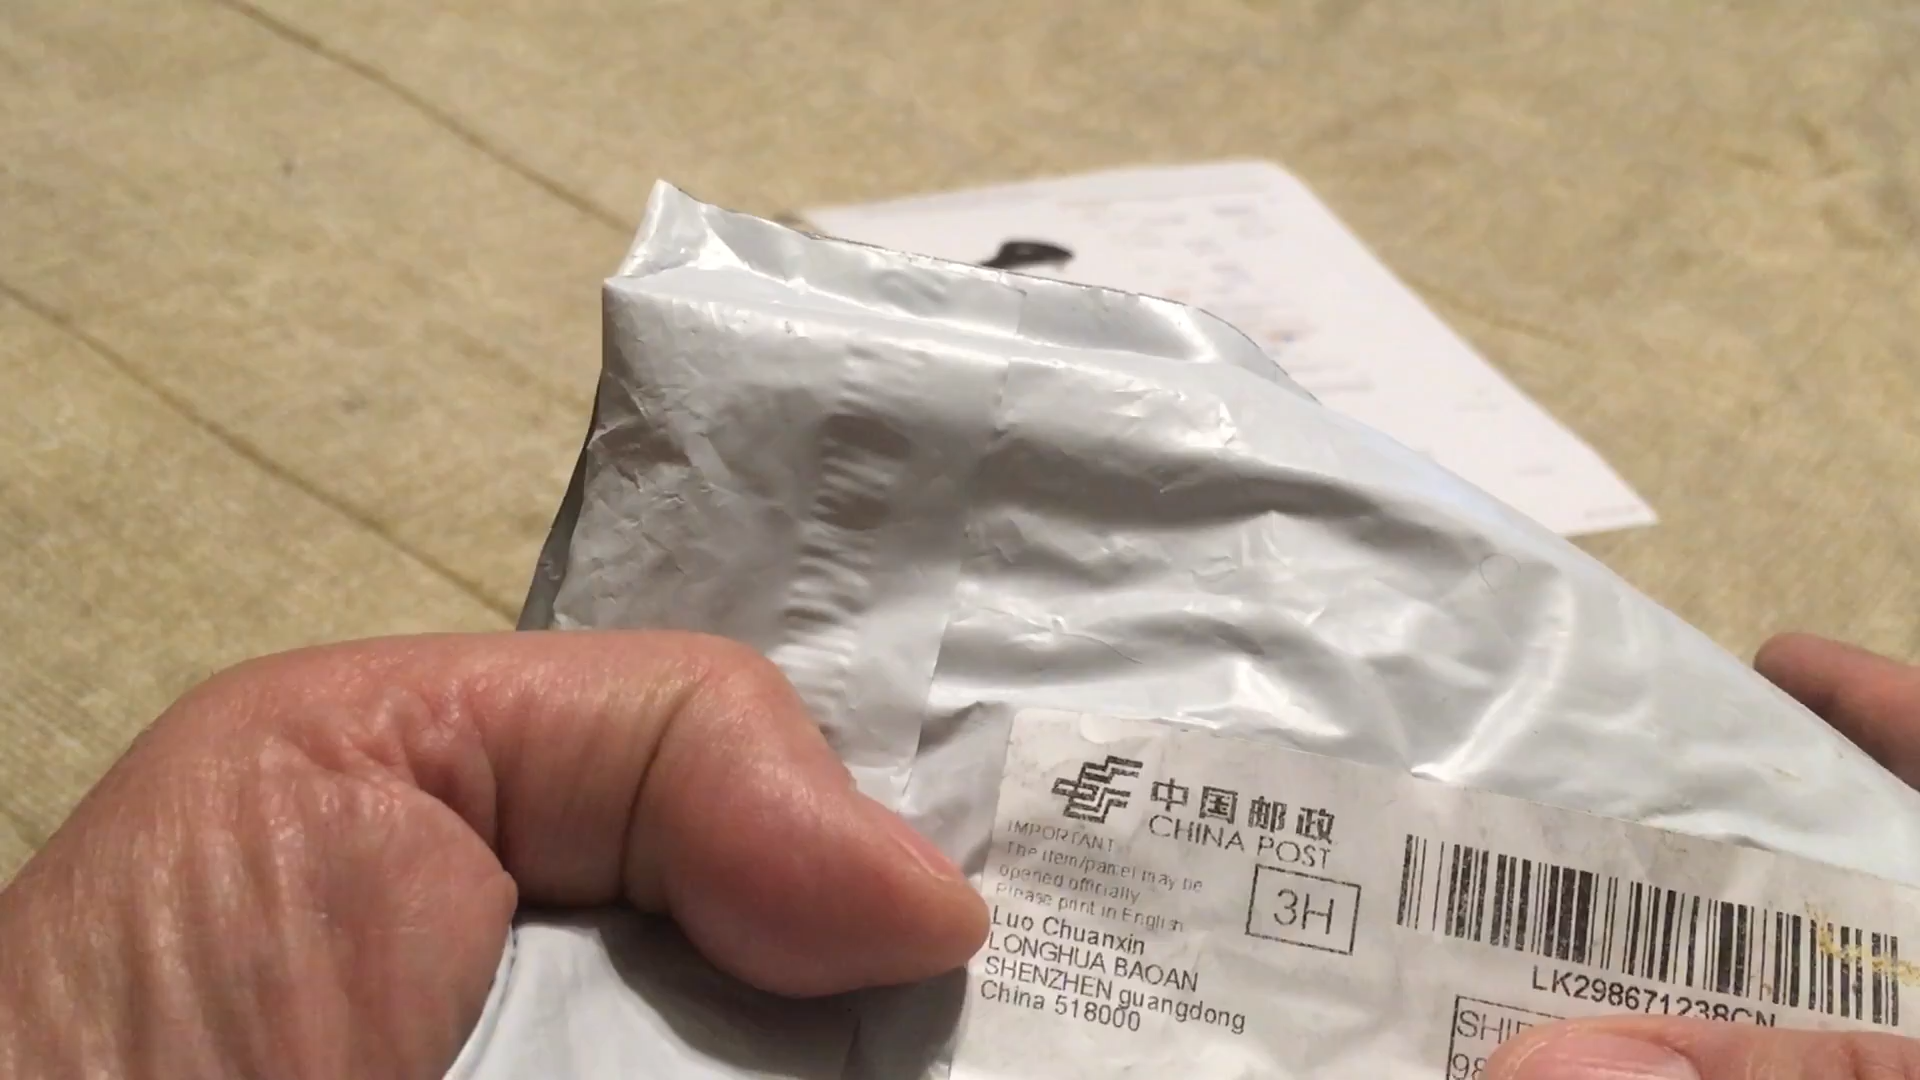 中国邮政
CHINA POST
IMPORTANT
The item/parcel may be
opened officially
Please print in English
3H
Luo Chuanxin
LONGHUA BAOAN
SHENZHEN guangdong
China 518000
LK298671238CN